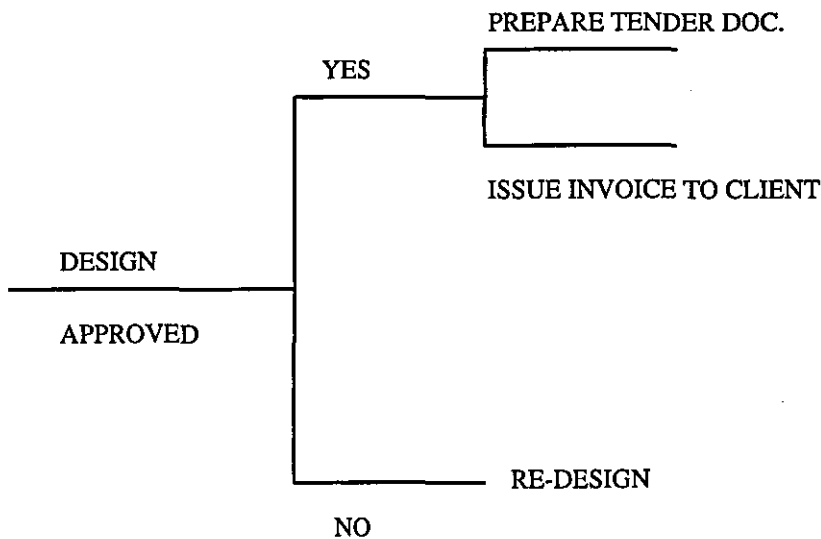 PREPARE TENDER DOC.
YES
ISSUE INVOICE TO CLIENT
DESIGN
APPROVED
RE-DESIGN
NO